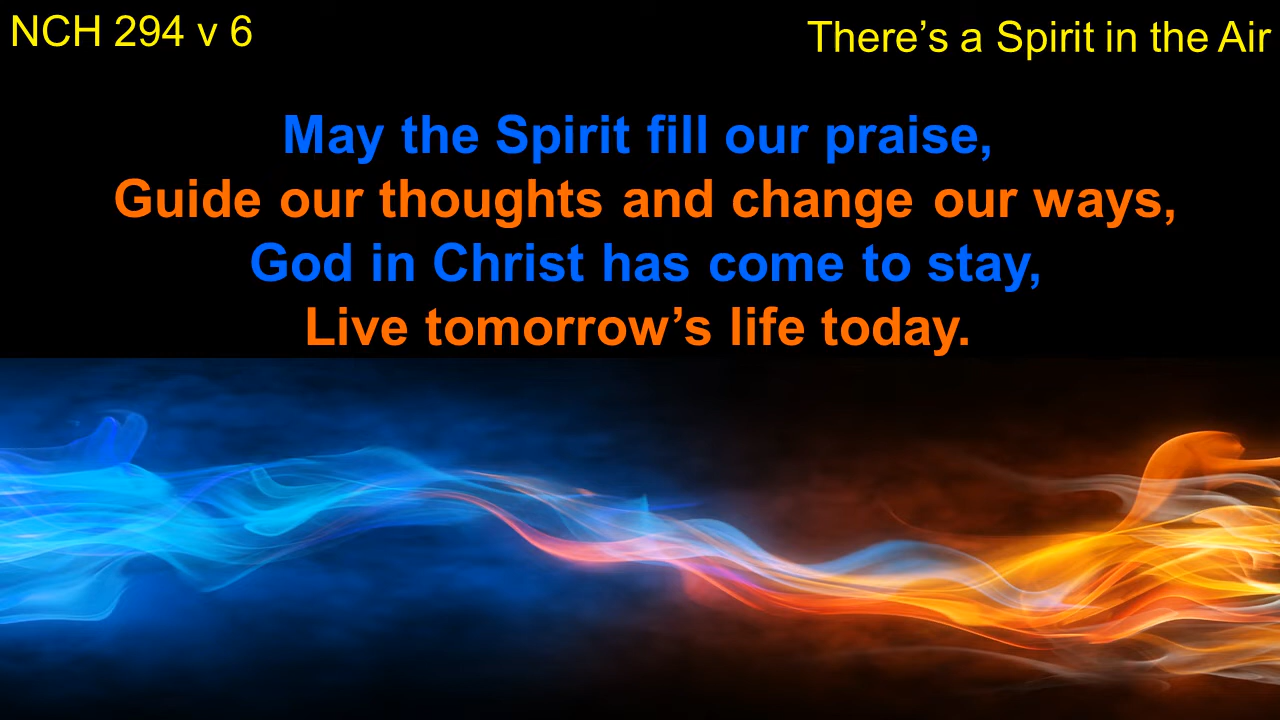 NCH 294 v 6
There’s a Spirit in the Air
May the Spirit fill our praise,
Guide our thoughts and change our ways,
God in Christ has come to stay,
Live tomorrow’s life today.